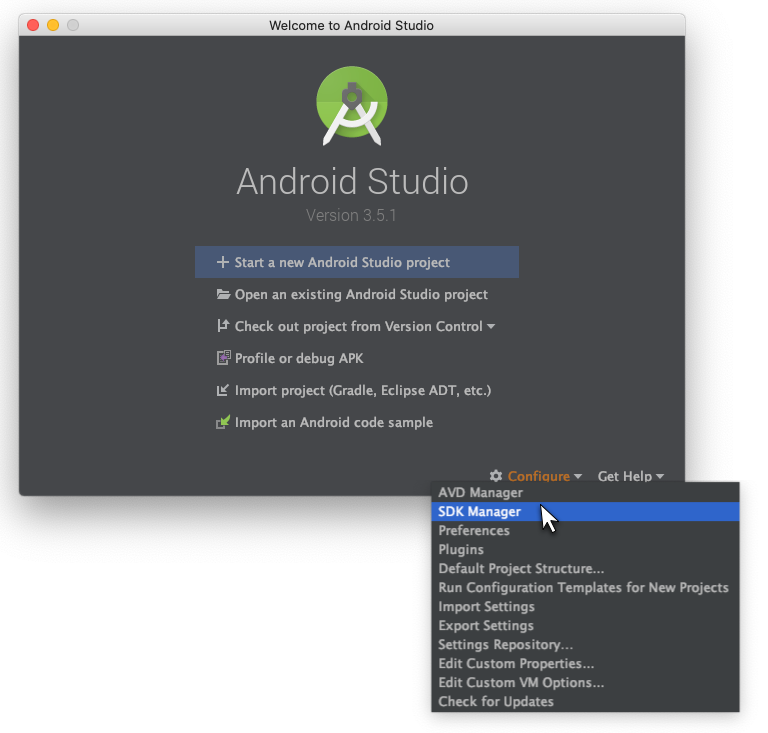 Welcome to Android Studio
Android Studio
Version 3.5.1
Start a new Android Studio project
Open an existing Android Studio project
Check out project from Version Control
Profile or debug APK
Import project (Gradle, Eclipse ADT, etc.)
Import an Android code sample
Configure Get Help
AVD Manager
SDK Manager
Preferences
Plugins
Default Project Structure...
Run Configuration Templates for New Projects
Import Settings
Export Settings
Settings Repository...
Edit Custom Properties...
Edit Custom VM Options...
Check for Updates